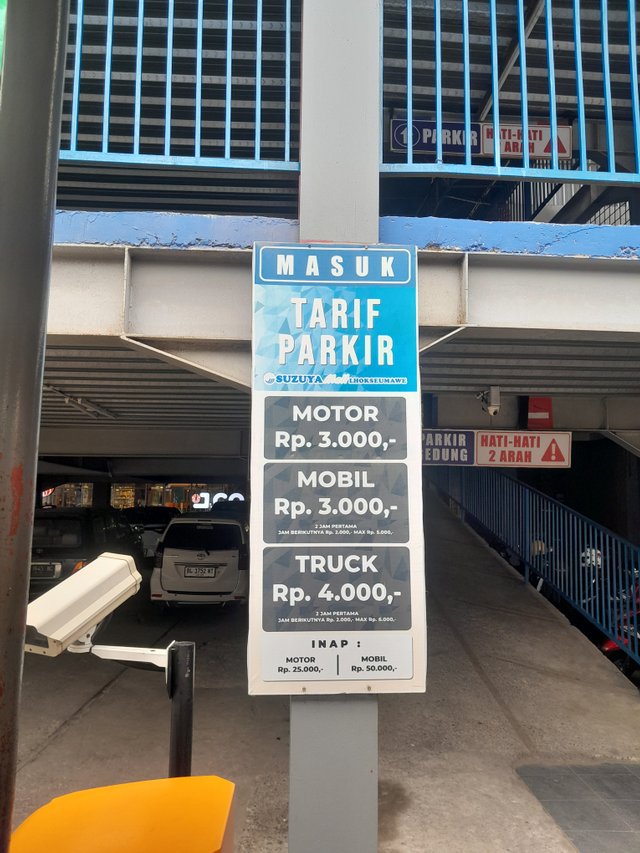 1 PARKIR
HATI-HATI
2 ARAH
MASUK
TARIF
PARKIR
SUZUYA Mall LHOKSEUMAWE
MOTOR
Rp. 3.000,-
MOBIL
Rp. 3.000,-
2 JAM PERTAMA
JAM BERIKUTNYA Rp. 2.000,- MAX Rp. 5.000,-
TRUCK
Rp. 4.000,-
2 JAM PERTAMA
JAM BERIKUTNYA Rp. 2.000,- MAX Rp. 6.000,-
INAP :
MOTOR
Rp. 25.000,-
MOBIL
Rp. 50.000,-
PARKIR
HATI-HATI
2 ARAH